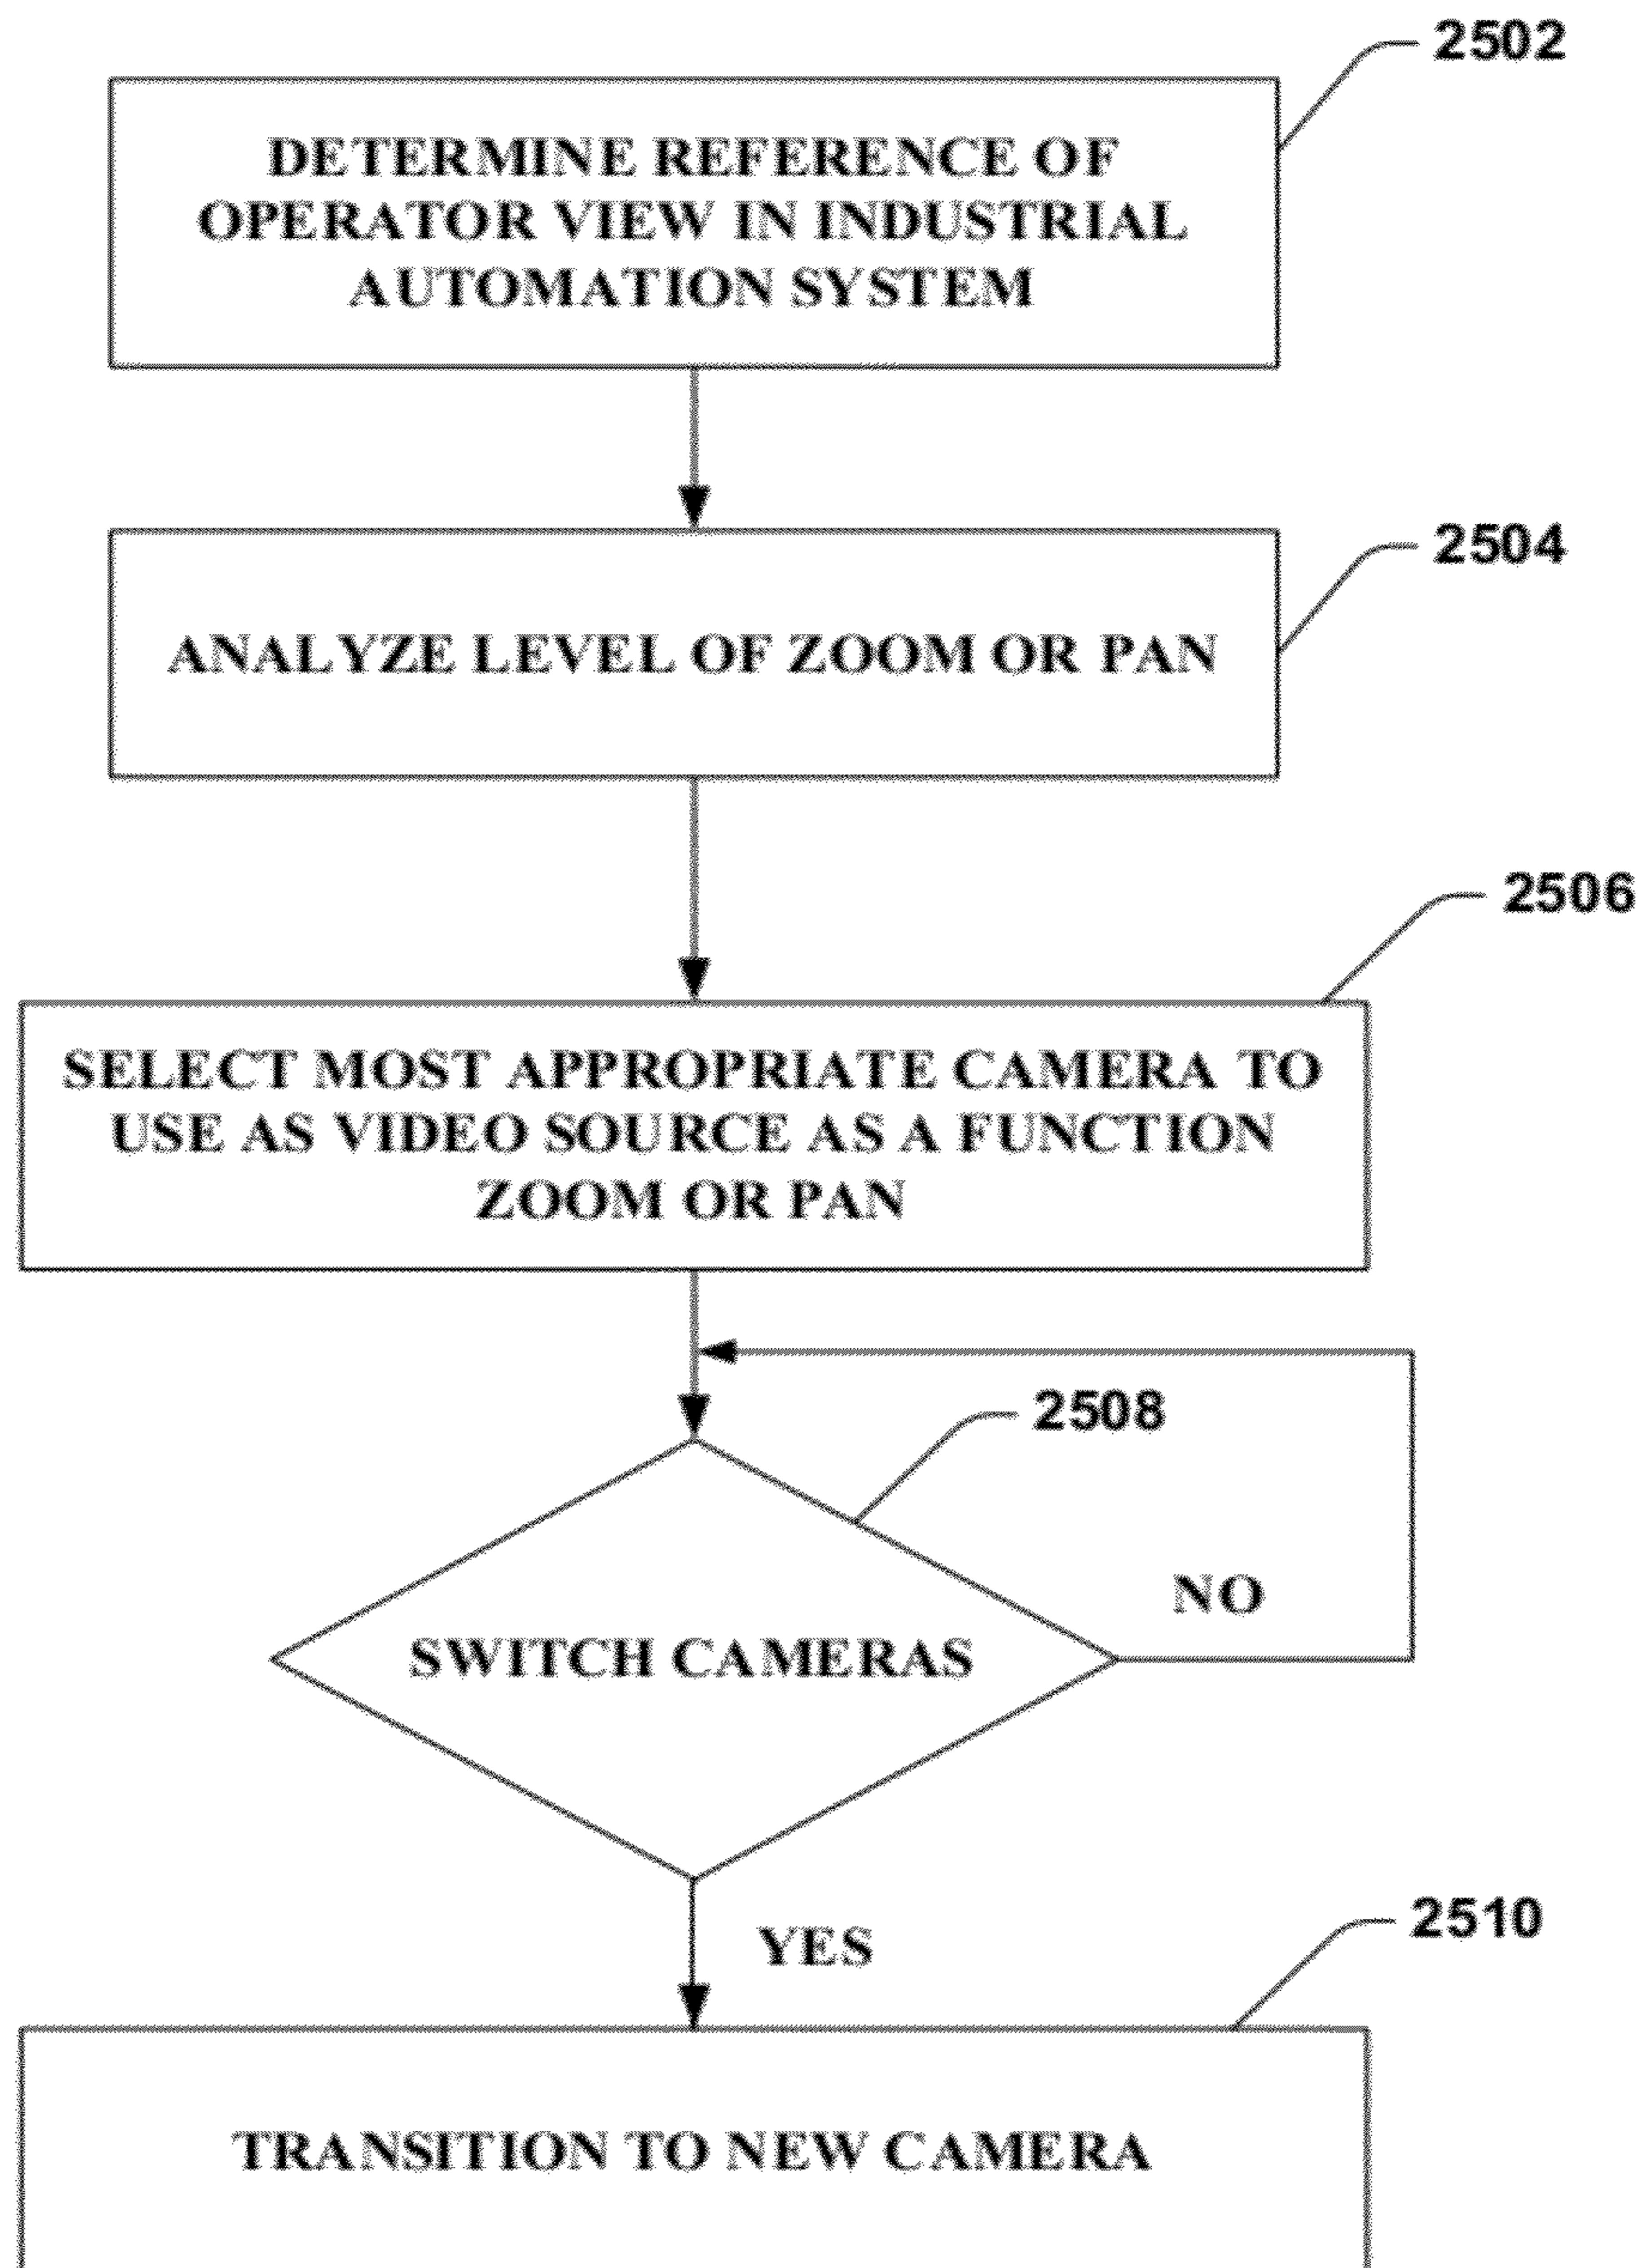 2502
DETERMINE REFERENCE OF
OPERATOR VIEW IN INDUSTRIAL
AUTOMATION SYSTEM
2504
ANALYZE LEVEL OF ZOOM OR PAN
2506
SELECT MOST APPROPRIATE CAMERA TO
USE AS VIDEO SOURCE AS A FUNCTION
ZOOM OR PAN
2508
NO
SWITCH CAMERAS
YES
2510
TRANSITION TO NEW CAMERA